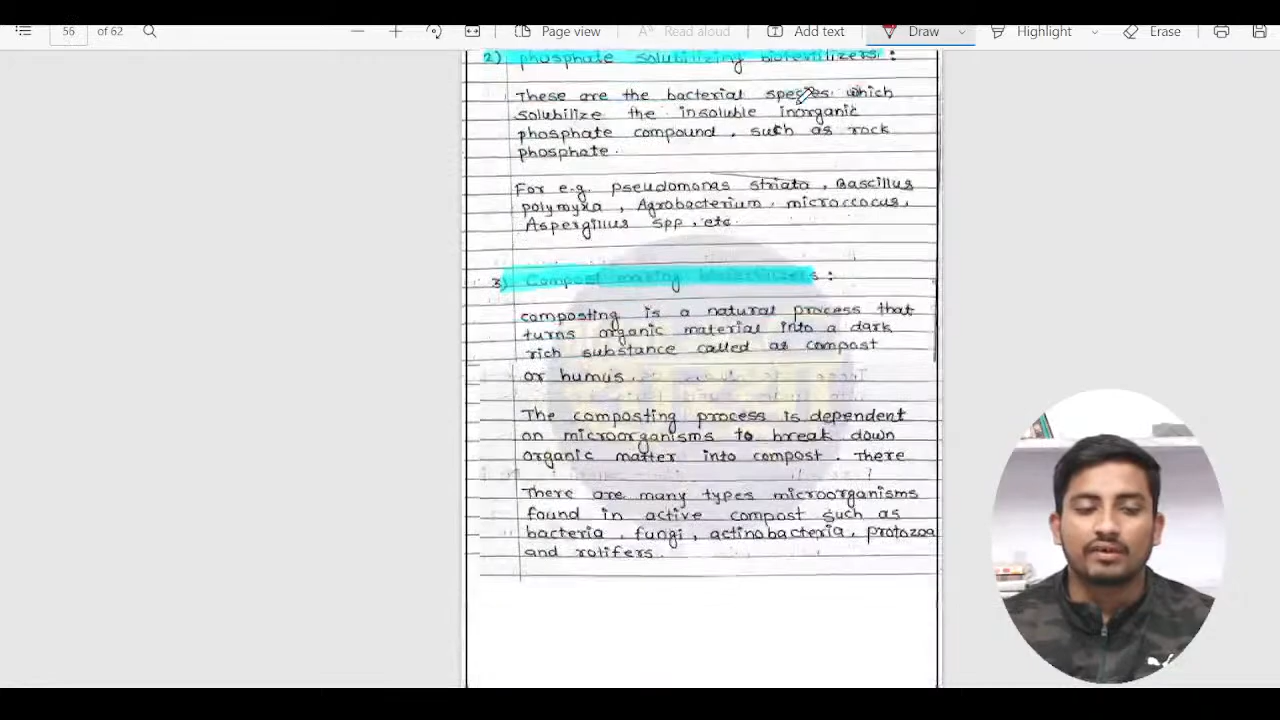 56 of 62 Page view Read aloud Add text Draw Highlight Erase
2) phosphate solubilizing biofertilizers :
These are the bacterial species which
solubilize the insoluble inorganic
phosphate compound, such as rock
phosphate.
For e.g. pseudomonas striata, Bascillus
polymyxa, Agrobacterium, microccocus,
Aspergillus spp, etc.
3) Compost making biofertilizers :
composting is a natural process that
turns organic material into a dark
rich substance called as compost
or humus.
The composting process is dependent
on microorganisms to break down
organic matter into compost. There
There are many types microorganisms
found in active compost such as
bacteria, fungi, actinobacteria, protozoa
and rolifers.